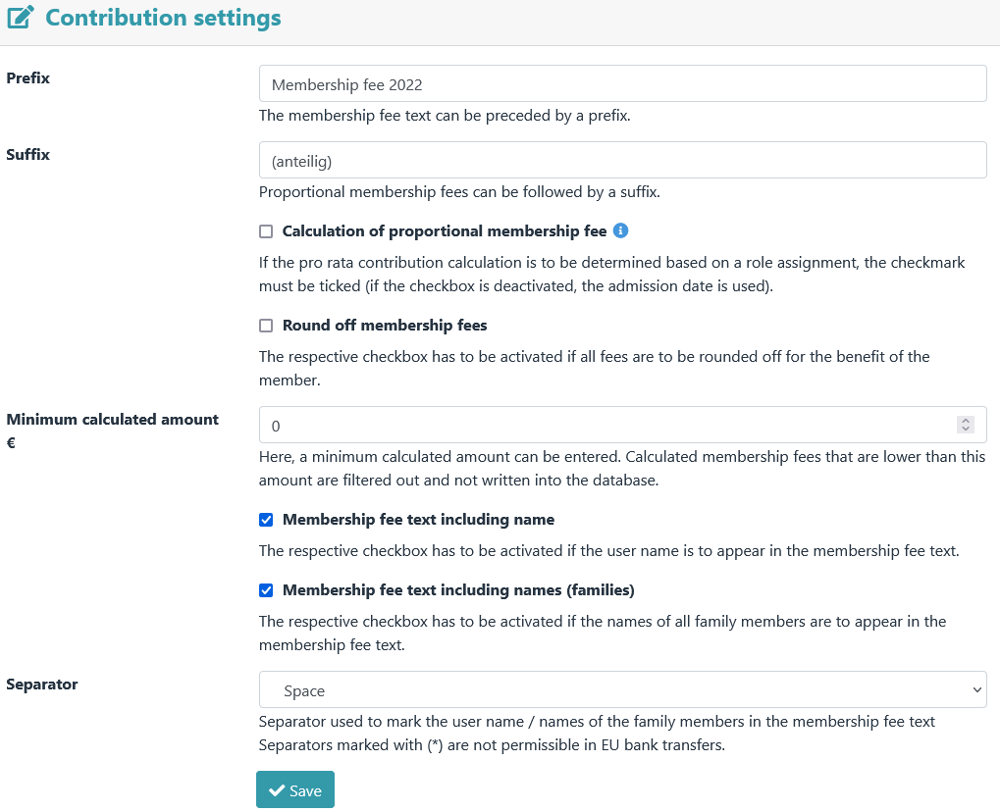 Contribution settings
Prefix
Membership fee 2022
The membership fee text can be preceded by a prefix.
Suffix
(anteilig)
Proportional membership fees can be followed by a suffix.
Calculation of proportional membership fee
If the pro rata contribution calculation is to be determined based on a role assignment, the checkmark
must be ticked (if the checkbox is deactivated, the admission date is used).
Round off membership fees
The respective checkbox has to be activated if all fees are to be rounded off for the benefit of the
member.
Minimum calculated amount
€
0
Here, a minimum calculated amount can be entered. Calculated membership fees that are lower than this
amount are filtered out and not written into the database.
Membership fee text including name
The respective checkbox has to be activated if the user name is to appear in the membership fee text.
Membership fee text including names (families)
The respective checkbox has to be activated if the names of all family members are to appear in the
membership fee text.
Separator
Space
Separator used to mark the user name / names of the family members in the membership fee text
Separators marked with (*) are not permissible in EU bank transfers.
Save